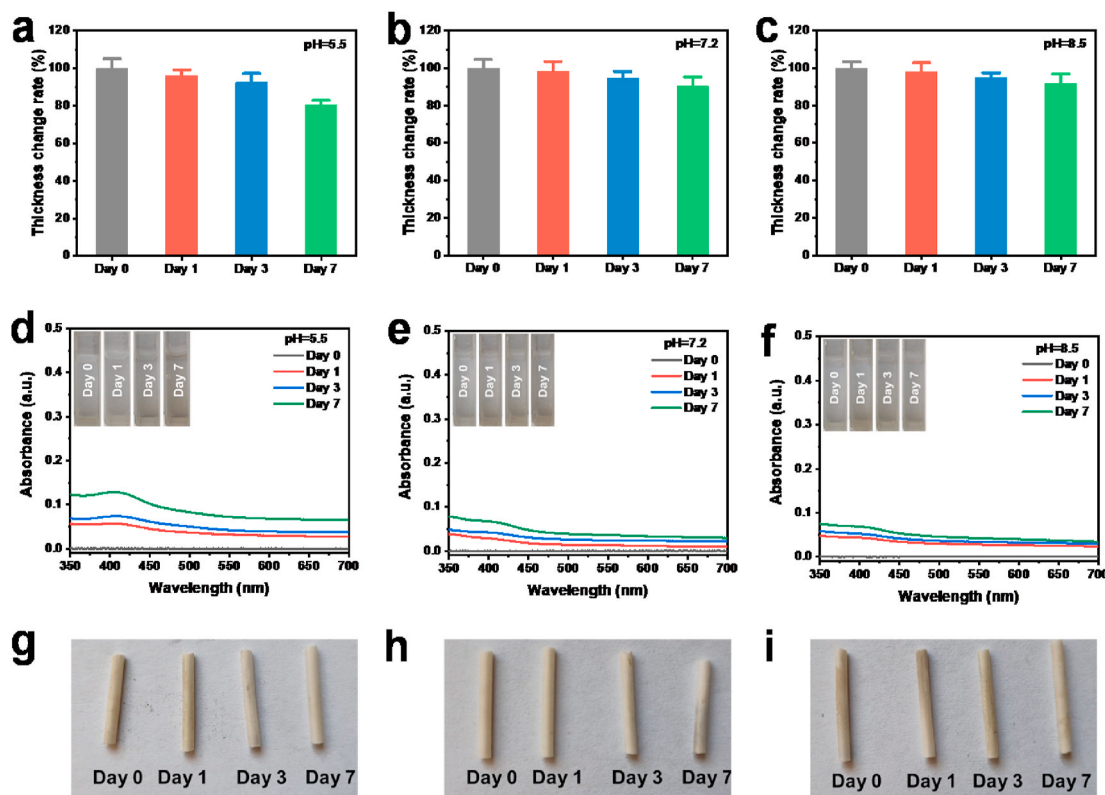 a
pH=5.5
Thickness change rate (%)
120
100
80
60
40
20
0
Day 0 Day 1 Day 3 Day 7
b
pH=7.2
Thickness change rate (%)
120
100
80
60
40
20
0
Day 0 Day 1 Day 3 Day 7
c
pH=8.5
Thickness change rate (%)
120
100
80
60
40
20
0
Day 0 Day 1 Day 3 Day 7
d
pH=5.5
Day 0
Day 1
Day 3
Day 7
Day 0
Day 1
Day 3
Day 7
Absorbance (a.u.)
0.5
0.4
0.3
0.2
0.1
0.0
350 400 450 500 550 600 650 700
Wavelength (nm)
e
pH=7.2
Day 0
Day 1
Day 3
Day 7
Day 0
Day 1
Day 3
Day 7
Absorbance (a.u.)
0.5
0.4
0.3
0.2
0.1
0.0
350 400 450 500 550 600 650 700
Wavelength (nm)
f
pH=8.5
Day 0
Day 1
Day 3
Day 7
Day 0
Day 1
Day 3
Day 7
Absorbance (a.u.)
0.5
0.4
0.3
0.2
0.1
0.0
350 400 450 500 550 600 650 700
Wavelength (nm)
g
Day 0 Day 1 Day 3 Day 7
h
Day 0 Day 1 Day 3 Day 7
i
Day 0 Day 1 Day 3 Day 7